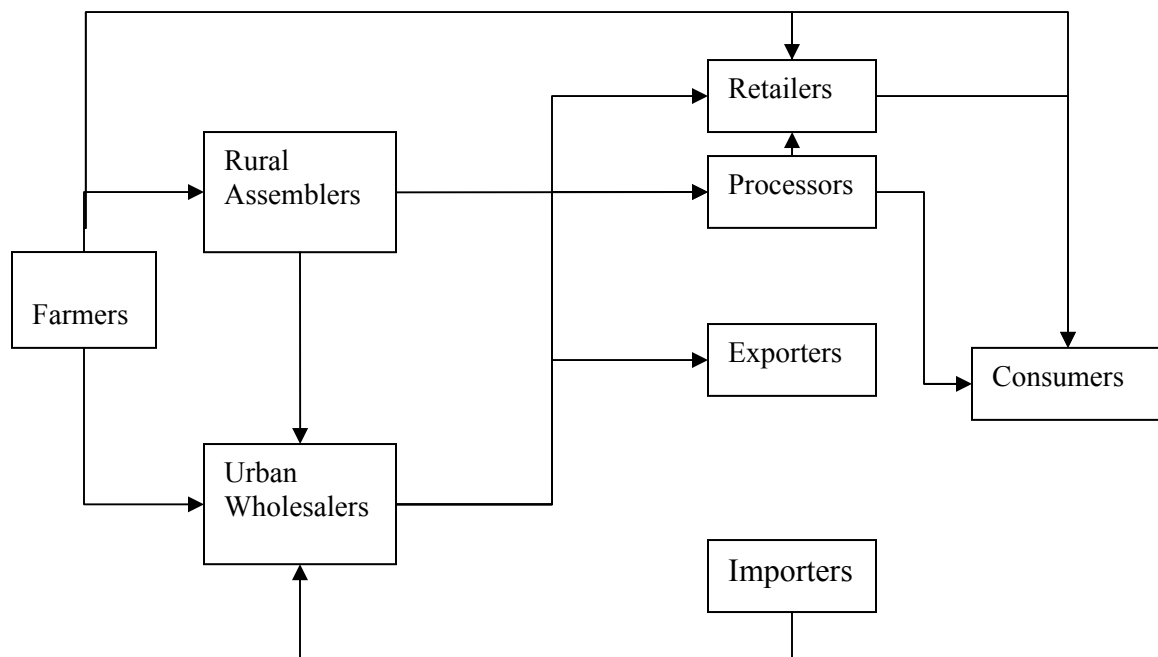 Retailers
Rural
Assemblers
Processors
Farmers
Exporters
Consumers
Urban
Wholesalers
Importers